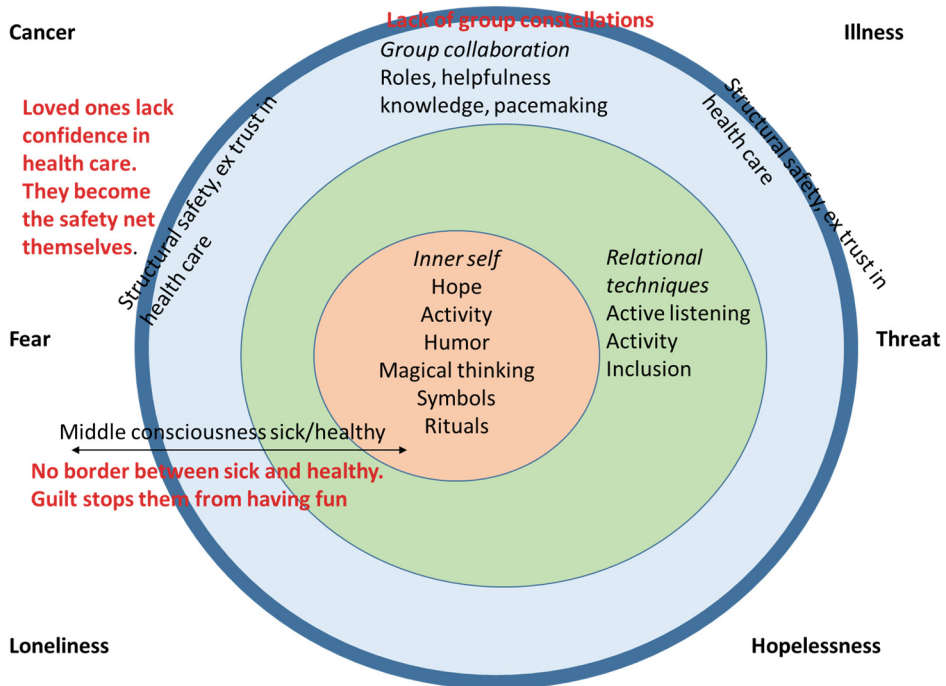 Lack of group constellations
Cancer
Illness
Group collaboration
Roles, helpfulness
knowledge, pacemaking
Loved ones lack
confidence in
health care.
They become
the safety net
themselves.
Structural safety, ex trust in
health care
Structural safety, ex trust in
health care
Inner self
Hope
Activity
Humor
Magical thinking
Symbols
Rituals
Relational
techniques
Active listening
Activity
Inclusion
Fear
Threat
Middle consciousness sick/healthy
No border between sick and healthy.
Guilt stops them from having fun
Loneliness
Hopelessness